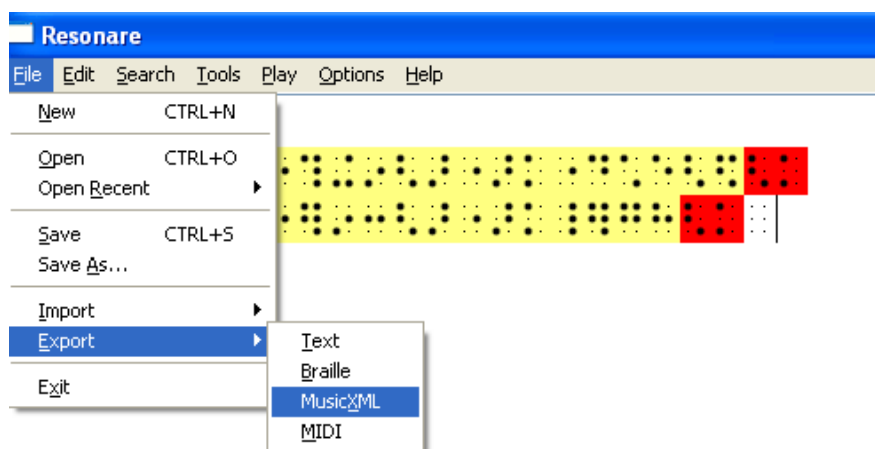 Resonare
File Edit Search Tools Play Options Help
New CTRL+N
Open CTRL+O
Open Recent
Save CTRL+S
Save As...
Import
Export
Exit
Text
Braille
MusicXML
MIDI